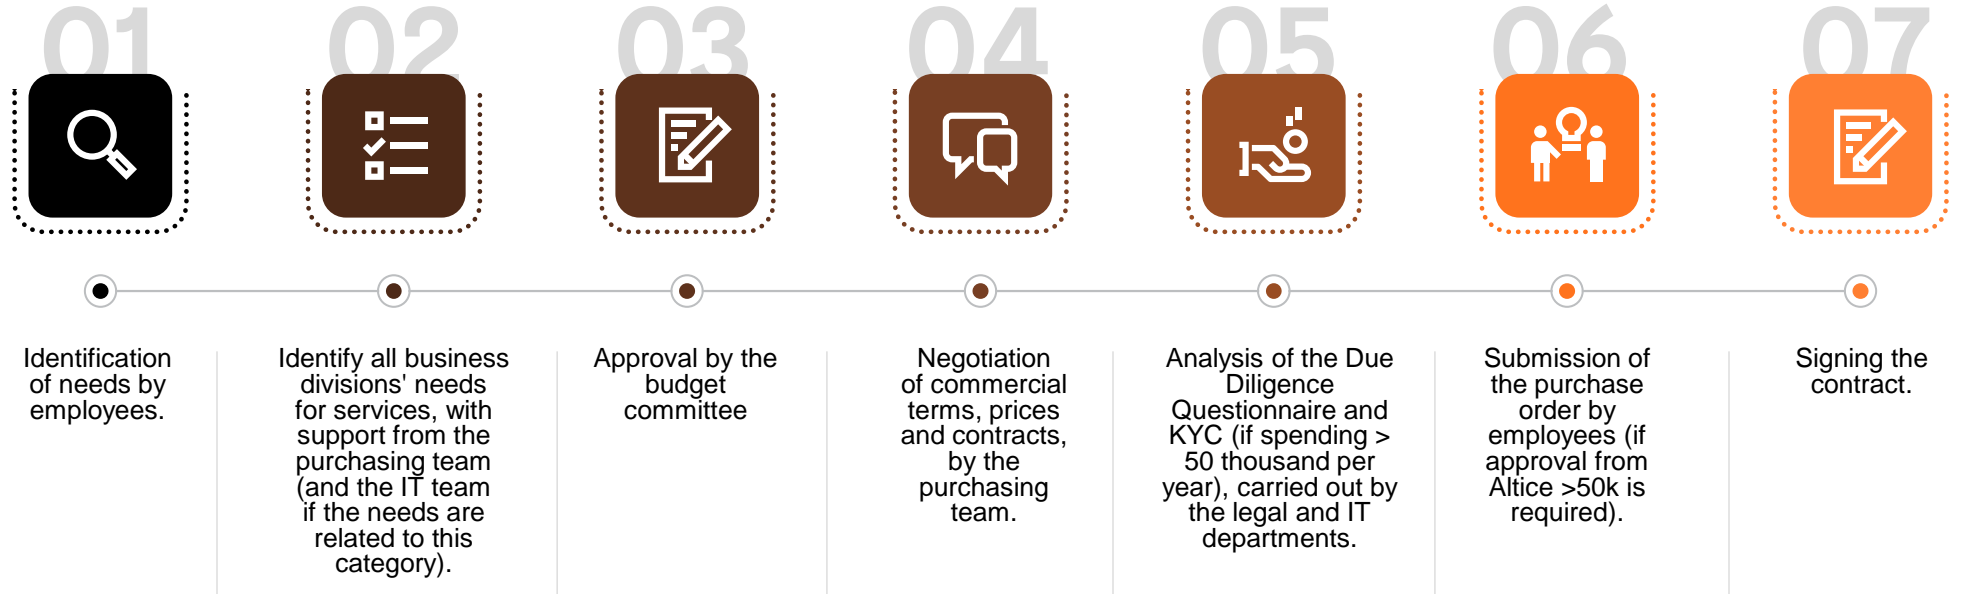 01
02
03
04
05
06
07
Identification
of needs by
employees.
Identify all business
divisions' needs
for services, with
support from the
purchasing team
(and the IT team
if the needs are
related to this
category).
Approval by the
budget
committee
Negotiation
of commercial
terms, prices
and contracts,
by the
purchasing
team.
Analysis of the Due
Diligence
Questionnaire and
KYC (if spending >
50 thousand per
year), carried out by
the legal and IT
departments.
Submission of
the purchase
order by
employees (if
approval from
Altice >50k is
required).
Signing the
contract.